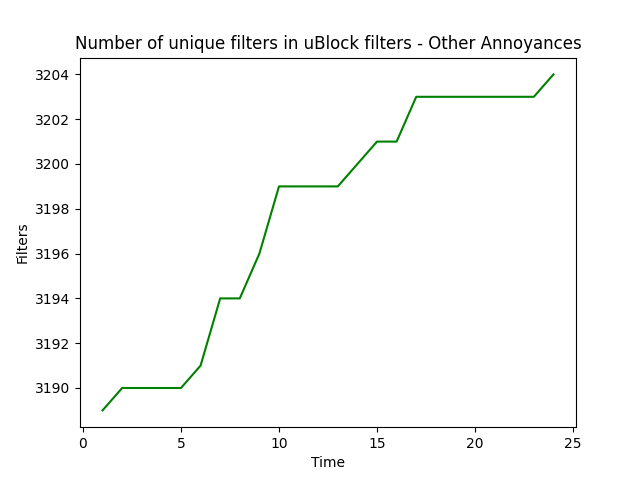 Number of unique filters in uBlock filters - Other Annoyances
3204
3202
3200
3198
3196
3194
3192
3190
Filters
0 5 10 15 20 25
Time